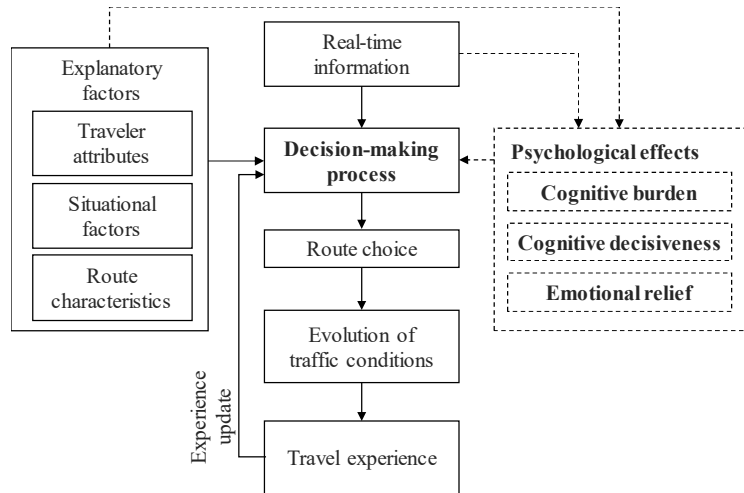 Explanatory
factors
Traveler
attributes
Situational
factors
Route
characteristics
Real-time
information
Decision-making
process
Route choice
Evolution of
traffic conditions
Travel experience
Experience
update
Psychological effects
Cognitive burden
Cognitive decisiveness
Emotional relief